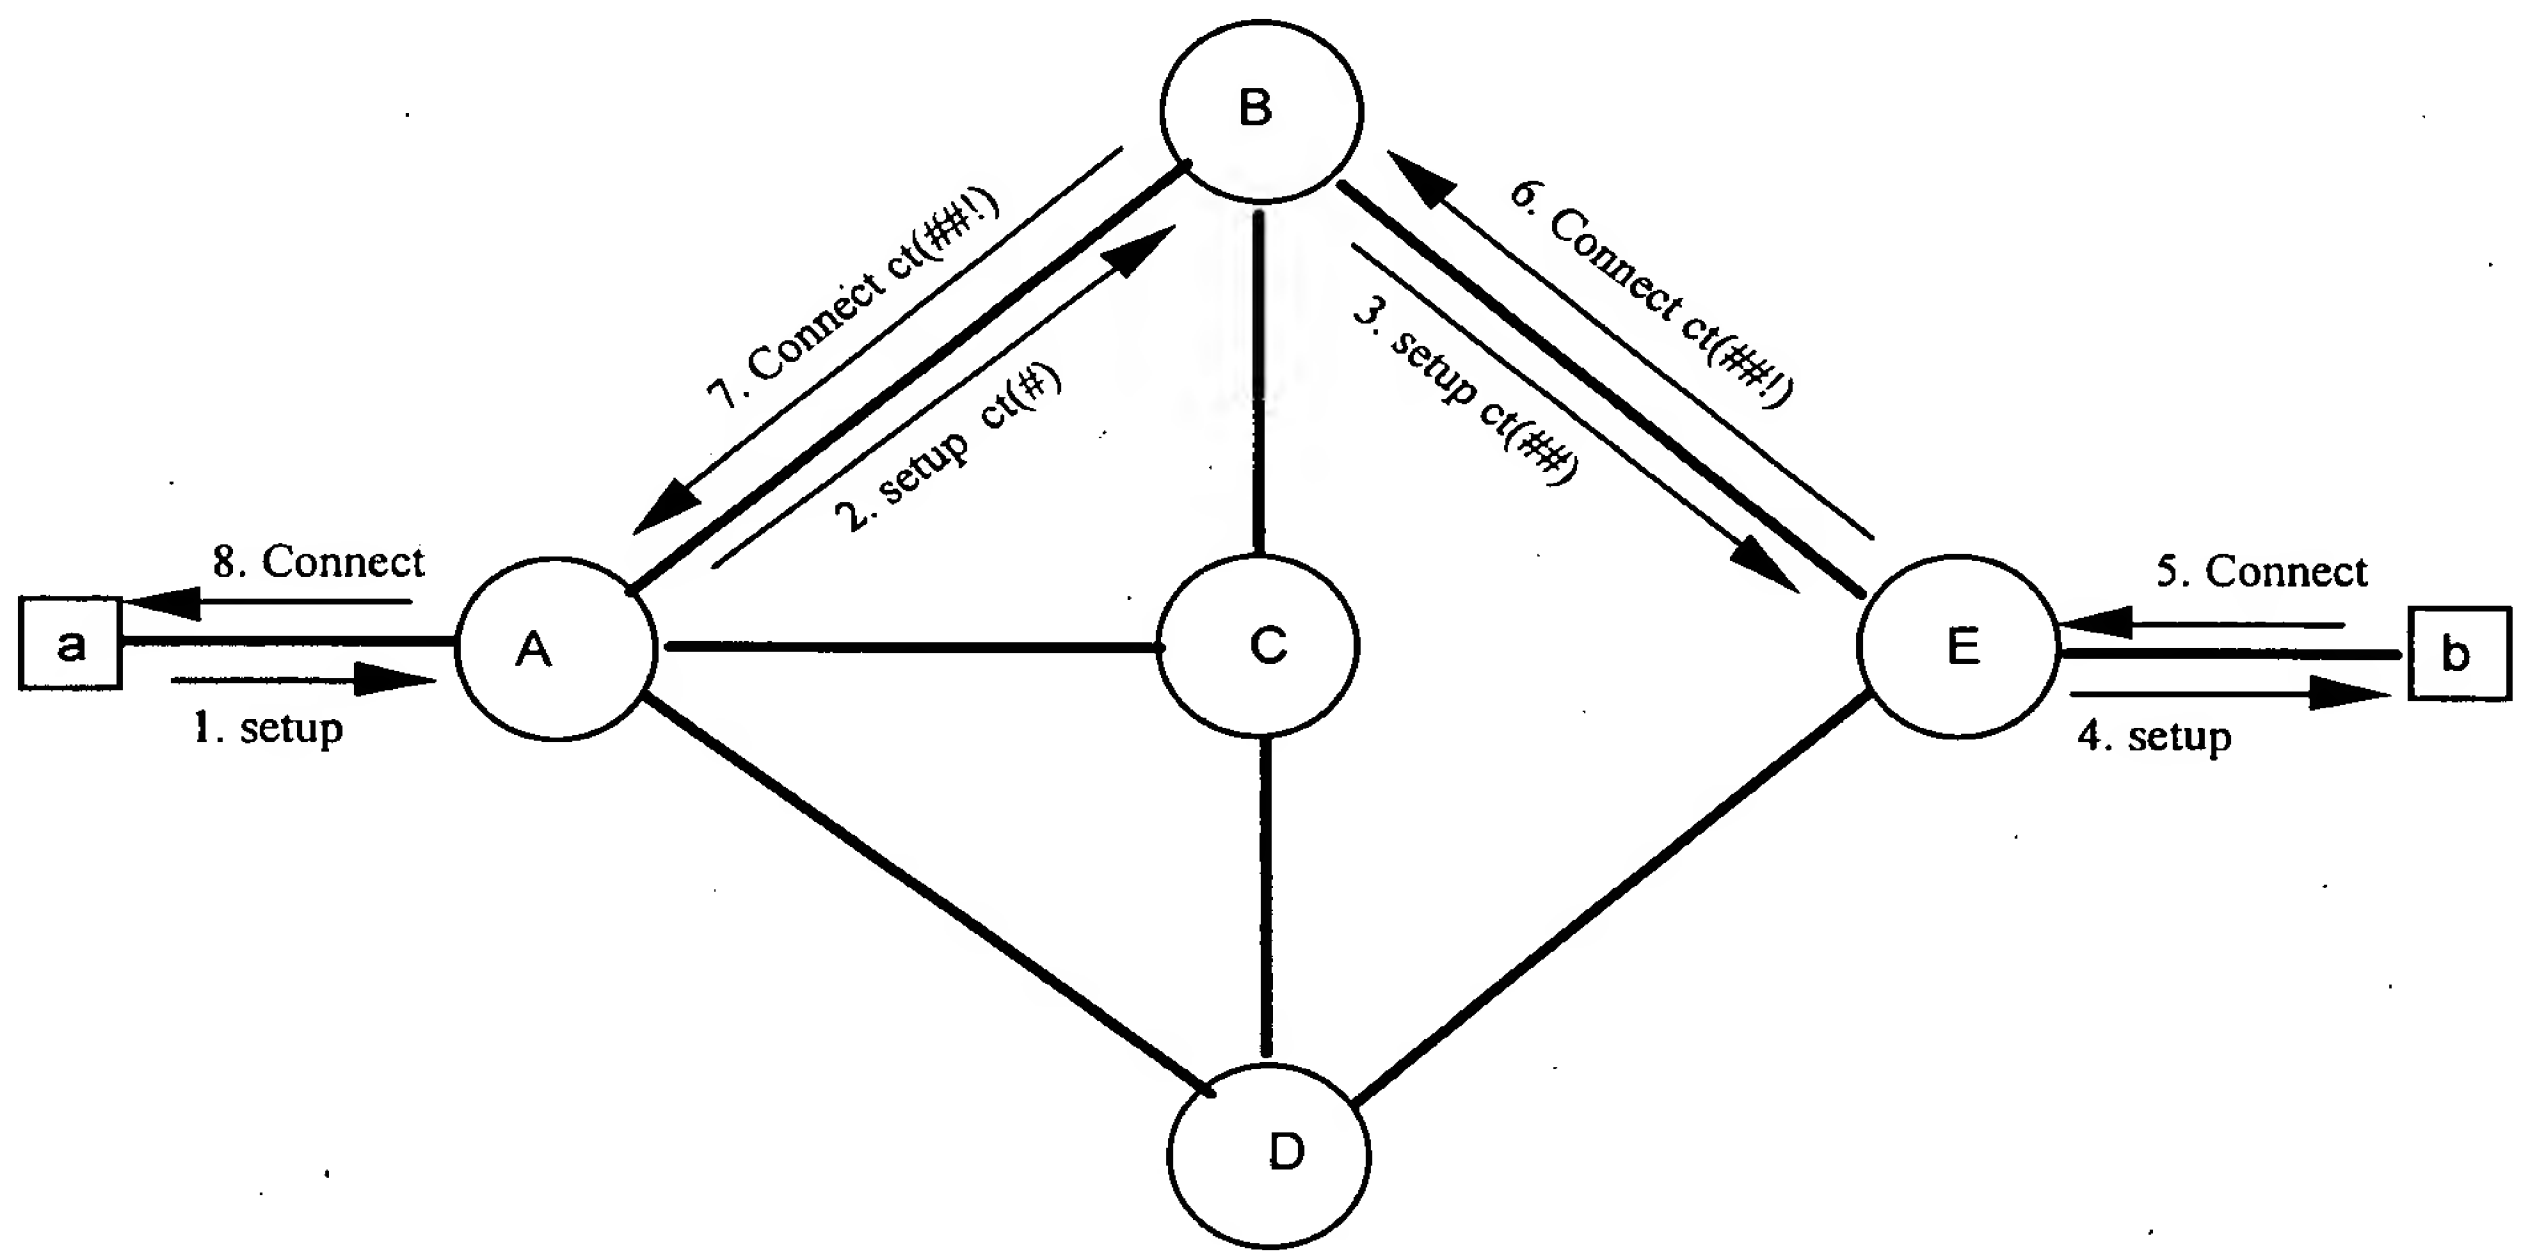 B
7. Connect ct(##!)
6. Connect ct(##!)
2. setup ct(#)
3. setup ct(##)
8. Connect
5. Connect
a
A
C
E
b
1. setup
4. setup
D